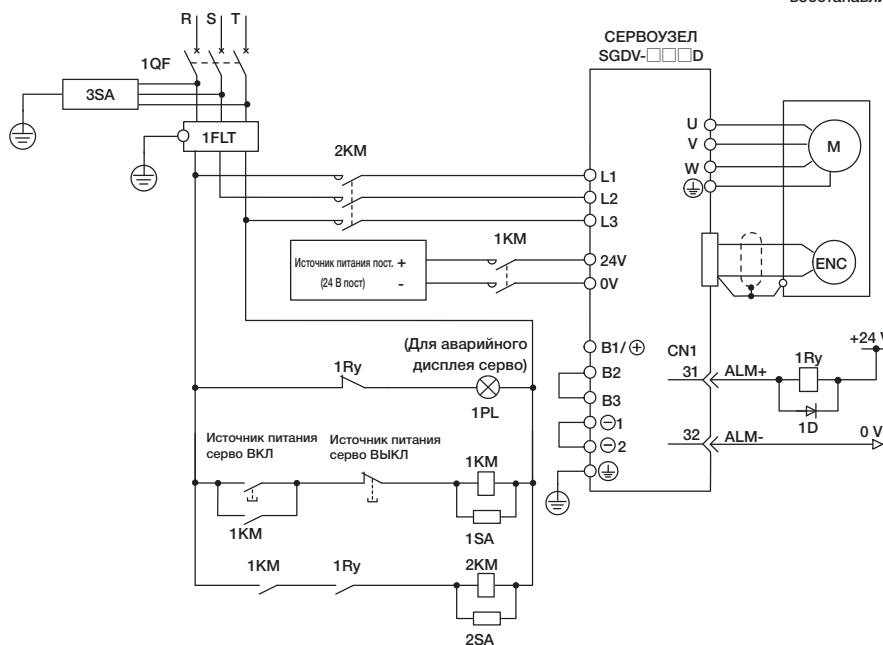 восстанавли
R S T
СЕРВОУЗЕЛ
SGDV-□□□D
1QF
3SA
1FLT
2KM
U
V
W
M
L1
L2
L3
1KM
Источник питания пост. +
(24 В пост) -
24V
0V
ENC
(Для аварийного
дисплея серво)
B1/⊕
CN1
+24 V
1Ry
1Ry
31
ALM+
B2
1PL
B3
1D
⊖1
Источник питания
серво ВКЛ
Источник питания
серво ВЫКЛ
32
ALM-
0 V
⊖2
1KM
1KM
1SA
1KM
1Ry
2KM
2SA